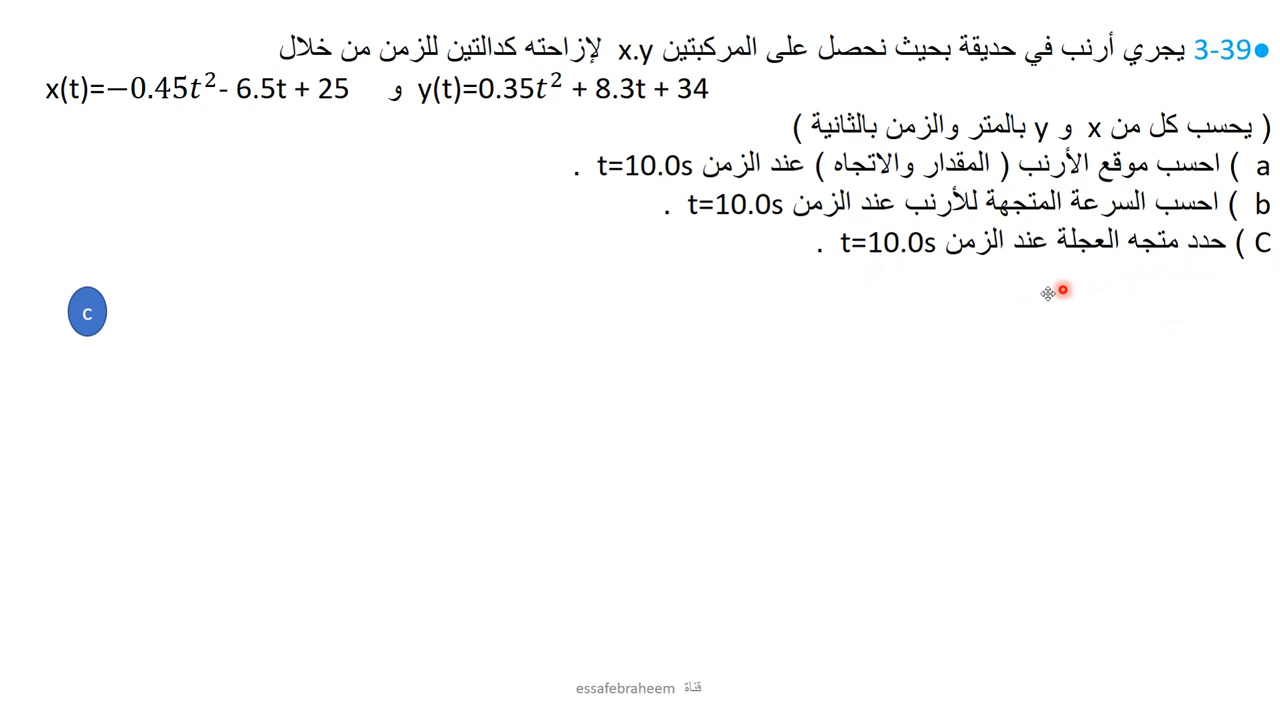 ●3-39 يجري أرنب في حديقة بحيث نحصل على المركبتين x.y لإزاحته كدالتين للزمن من خلال
x(t)=−0.45t²- 6.5t + 25 و y(t)=0.35t² + 8.3t + 34
( يحسب كل من x و y بالمتر والزمن بالثانية )
a ) احسب موقع الأرنب ( المقدار والاتجاه ) عند الزمن t=10.0s .
b ) احسب السرعة المتجهة للأرنب عند الزمن t=10.0s .
C ) حدد متجه العجلة عند الزمن t=10.0s .
c
قناة essafebraheem